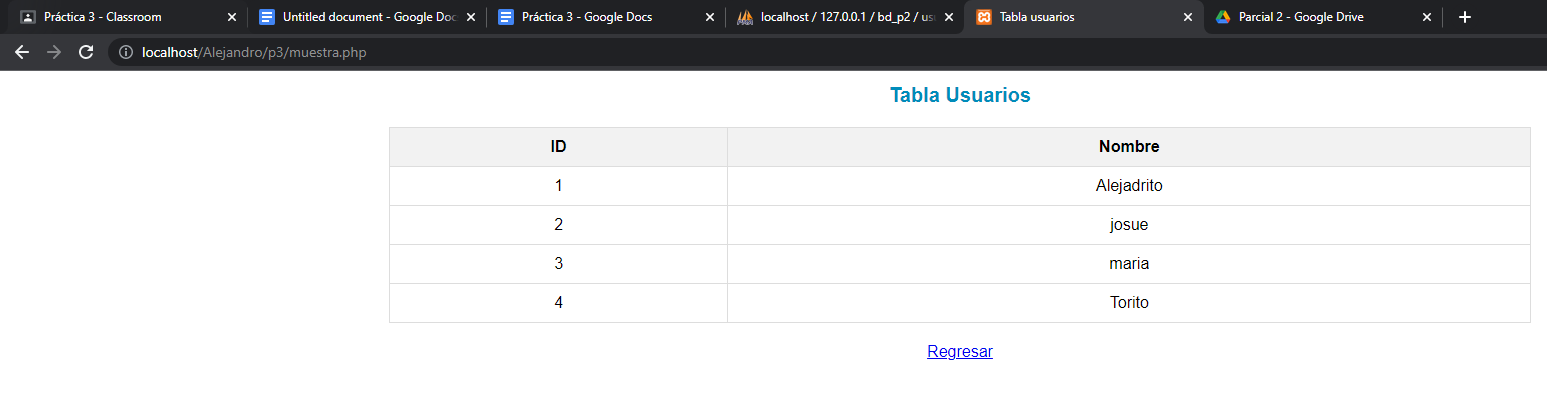 Práctica 3 - Classroom
Untitled document - Google Doc
Práctica 3 - Google Docs
localhost / 127.0.0.1 / bd_p2 / us
Tabla usuarios
Parcial 2 - Google Drive
localhost/Alejandro/p3/muestra.php
Tabla Usuarios
ID Nombre
1 Alejadrito
2 josue
3 maria
4 Torito
Regresar